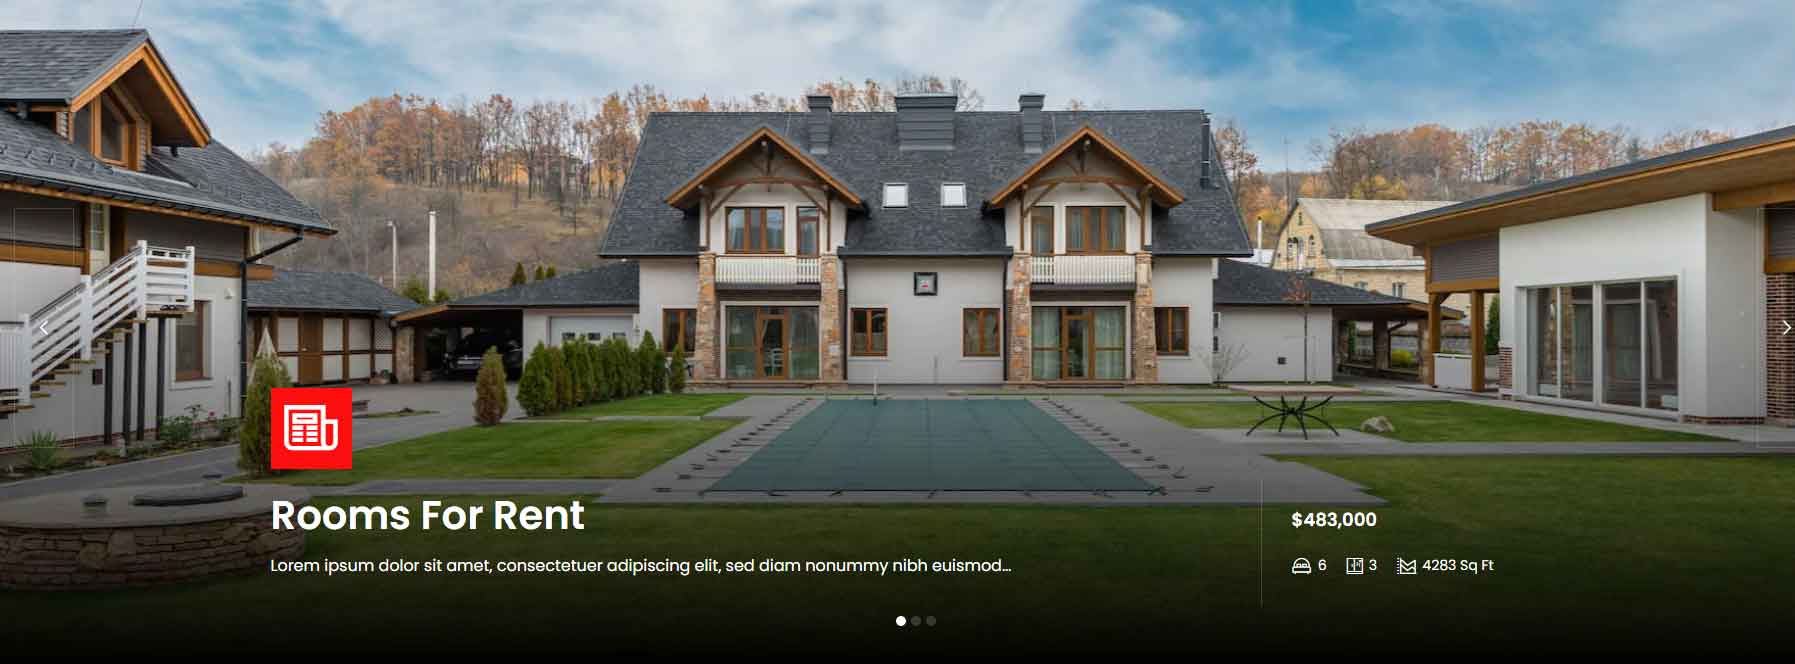 Rooms For Rent
Lorem ipsum dolor sit amet, consectetuer adipiscing elit, sed diam nonummy nibh euismod...
$483,000
6 3 4283 Sq Ft